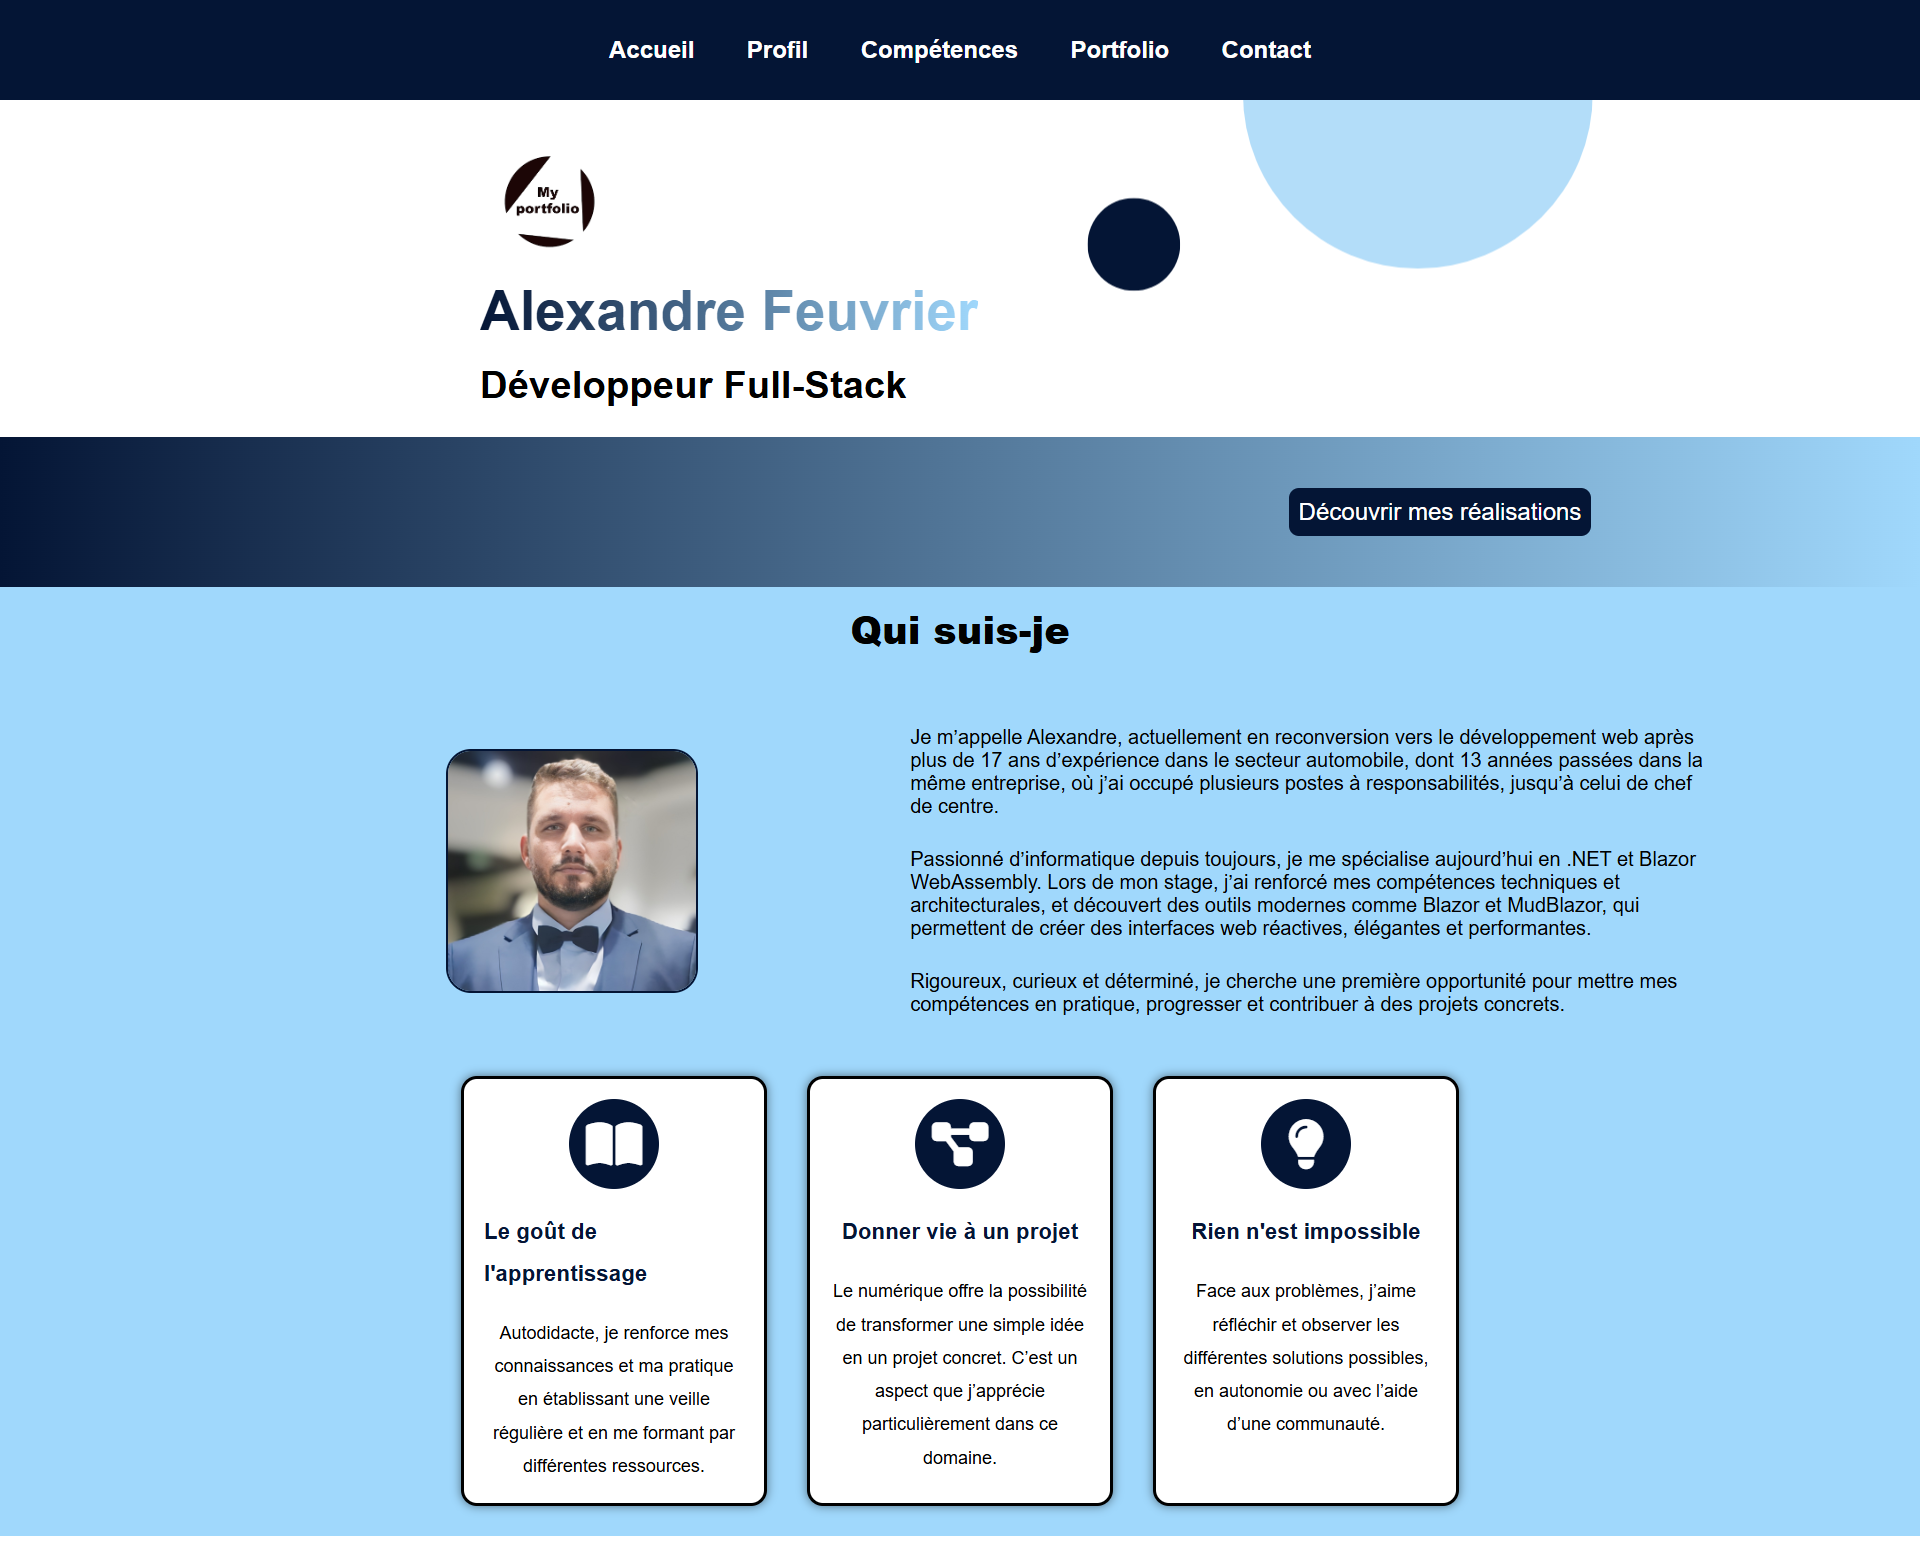 Accueil Profil Compétences Portfolio Contact
My
portfolio
Alexandre Feuvrier
Développeur Full-Stack
Découvrir mes réalisations
Qui suis-je
Je m’appelle Alexandre, actuellement en reconversion vers le développement web après
plus de 17 ans d’expérience dans le secteur automobile, dont 13 années passées dans la
même entreprise, où j’ai occupé plusieurs postes à responsabilités, jusqu’à celui de chef
de centre.
Passionné d’informatique depuis toujours, je me spécialise aujourd’hui en .NET et Blazor
WebAssembly. Lors de mon stage, j’ai renforcé mes compétences techniques et
architecturales, et découvert des outils modernes comme Blazor et MudBlazor, qui
permettent de créer des interfaces web réactives, élégantes et performantes.
Rigoureux, curieux et déterminé, je cherche une première opportunité pour mettre mes
compétences en pratique, progresser et contribuer à des projets concrets.
Le goût de
l'apprentissage
Autodidacte, je renforce mes
connaissances et ma pratique
en établissant une veille
régulière et en me formant par
différentes ressources.
Donner vie à un projet
Le numérique offre la possibilité
de transformer une simple idée
en un projet concret. C’est un
aspect que j’apprécie
particulièrement dans ce
domaine.
Rien n'est impossible
Face aux problèmes, j’aime
réfléchir et observer les
différentes solutions possibles,
en autonomie ou avec l’aide
d’une communauté.